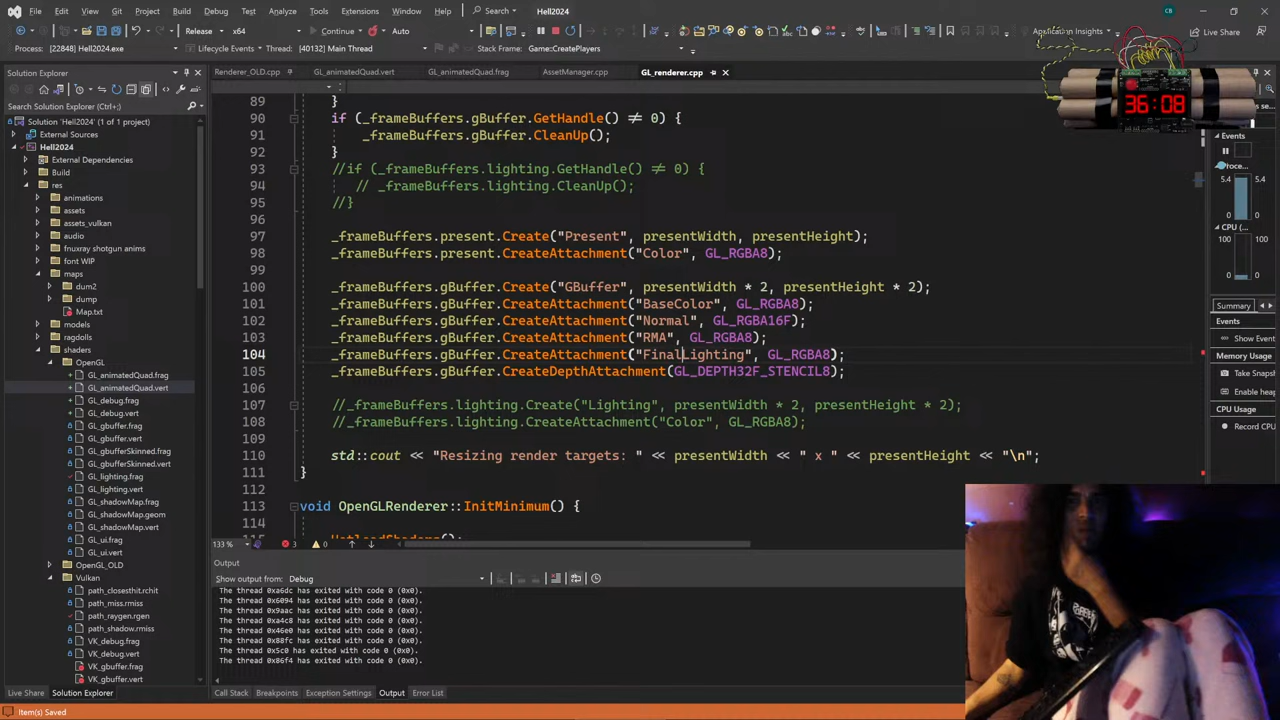 File Edit View Git Project Build Debug Test Analyze Tools Extensions Window Help Search Hell2024 CB
Release x64 Continue Auto Application Insights Live Share
Process: [22848] Hell2024.exe Lifecycle Events Thread: [40132] Main Thread Stack Frame: Game::CreatePlayers
36:08
Solution Explorer
Search Solution Explorer (Ctrl+;)
Solution 'Hell2024' (1 of 1 project)
External Sources
Hell2024
External Dependencies
Build
res
animations
assets
assets_vulkan
audio
fnuxray shotgun anims
font WIP
maps
dum2
dump
Map.txt
models
ragdolls
shaders
OpenGL
GL_animatedQuad.frag
GL_animatedQuad.vert
GL_debug.frag
GL_debug.vert
GL_gbuffer.frag
GL_gbuffer.vert
GL_gbufferSkinned.frag
GL_gbufferSkinned.vert
GL_lighting.frag
GL_lighting.vert
GL_shadowMap.frag
GL_shadowMap.geom
GL_shadowMap.vert
GL_ui.frag
GL_ui.vert
OpenGL_OLD
Vulkan
path_closesthit.rchit
path_miss.rmiss
path_raygen.rgen
path_shadow.rmiss
VK_debug.frag
VK_debug.vert
VK_gbuffer.frag
VK_gbuffer.vert
Live Share Solution Explorer
Renderer_OLD.cpp GL_animatedQuad.vert GL_animatedQuad.frag AssetManager.cpp GL_renderer.cpp
89 }
90 if (_frameBuffers.gBuffer.GetHandle() ≠ 0) {
91 _frameBuffers.gBuffer.CleanUp();
92 }
93 //if (_frameBuffers.lighting.GetHandle() ≠ 0) {
94 // _frameBuffers.lighting.CleanUp();
95 //}
96
97 _frameBuffers.present.Create("Present", presentWidth, presentHeight);
98 _frameBuffers.present.CreateAttachment("Color", GL_RGBA8);
99
100 _frameBuffers.gBuffer.Create("GBuffer", presentWidth * 2, presentHeight * 2);
101 _frameBuffers.gBuffer.CreateAttachment("BaseColor", GL_RGBA8);
102 _frameBuffers.gBuffer.CreateAttachment("Normal", GL_RGBA16F);
103 _frameBuffers.gBuffer.CreateAttachment("RMA", GL_RGBA8);
104 _frameBuffers.gBuffer.CreateAttachment("FinalLighting", GL_RGBA8);
105 _frameBuffers.gBuffer.CreateDepthAttachment(GL_DEPTH32F_STENCIL8);
106
107 //_frameBuffers.lighting.Create("Lighting", presentWidth * 2, presentHeight * 2);
108 //_frameBuffers.lighting.CreateAttachment("Color", GL_RGBA8);
109
110 std::cout << "Resizing render targets: " << presentWidth << " x " << presentHeight << "\n";
111 }
112
113 void OpenGLRenderer::InitMinimum() {
114
133 % 3 0
Output
Show output from: Debug
The thread 0xa6dc has exited with code 0 (0x0).
The thread 0x6094 has exited with code 0 (0x0).
The thread 0x9aac has exited with code 0 (0x0).
The thread 0xa4c8 has exited with code 0 (0x0).
The thread 0x46e0 has exited with code 0 (0x0).
The thread 0x88fc has exited with code 0 (0x0).
The thread 0x5c0 has exited with code 0 (0x0).
The thread 0x86f4 has exited with code 0 (0x0).
Call Stack Breakpoints Exception Settings Output Error List
Events
5.4 5.4
CPU (
100 100
0 0
Summary
Events
Show Event
Memory Usage
Take Snaps
Enable heap
CPU Usage
Record CPU
Item(s) Saved